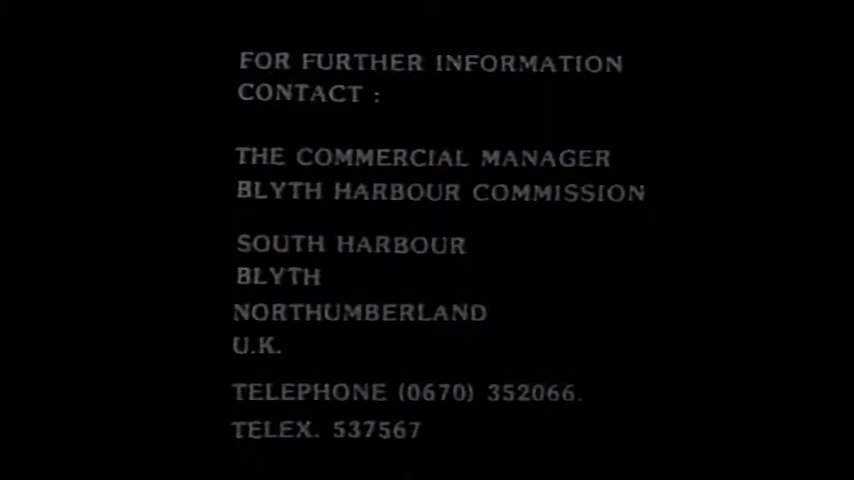 FOR FURTHER INFORMATION
CONTACT :
THE COMMERCIAL MANAGER
BLYTH HARBOUR COMMISSION
SOUTH HARBOUR
BLYTH
NORTHUMBERLAND
U.K.
TELEPHONE (0670) 352066.
TELEX. 537567